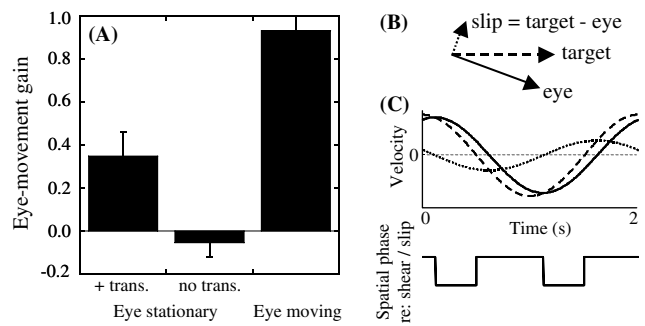 (A)
Eye-movement gain
1.0
0.8
0.6
0.4
0.2
0.0
-0.2
+ trans.
no trans.
Eye stationary
Eye moving
(B)
slip = target - eye
target
eye
(C)
Velocity
0
0
2
Time (s)
Spatial phase
re: shear / slip